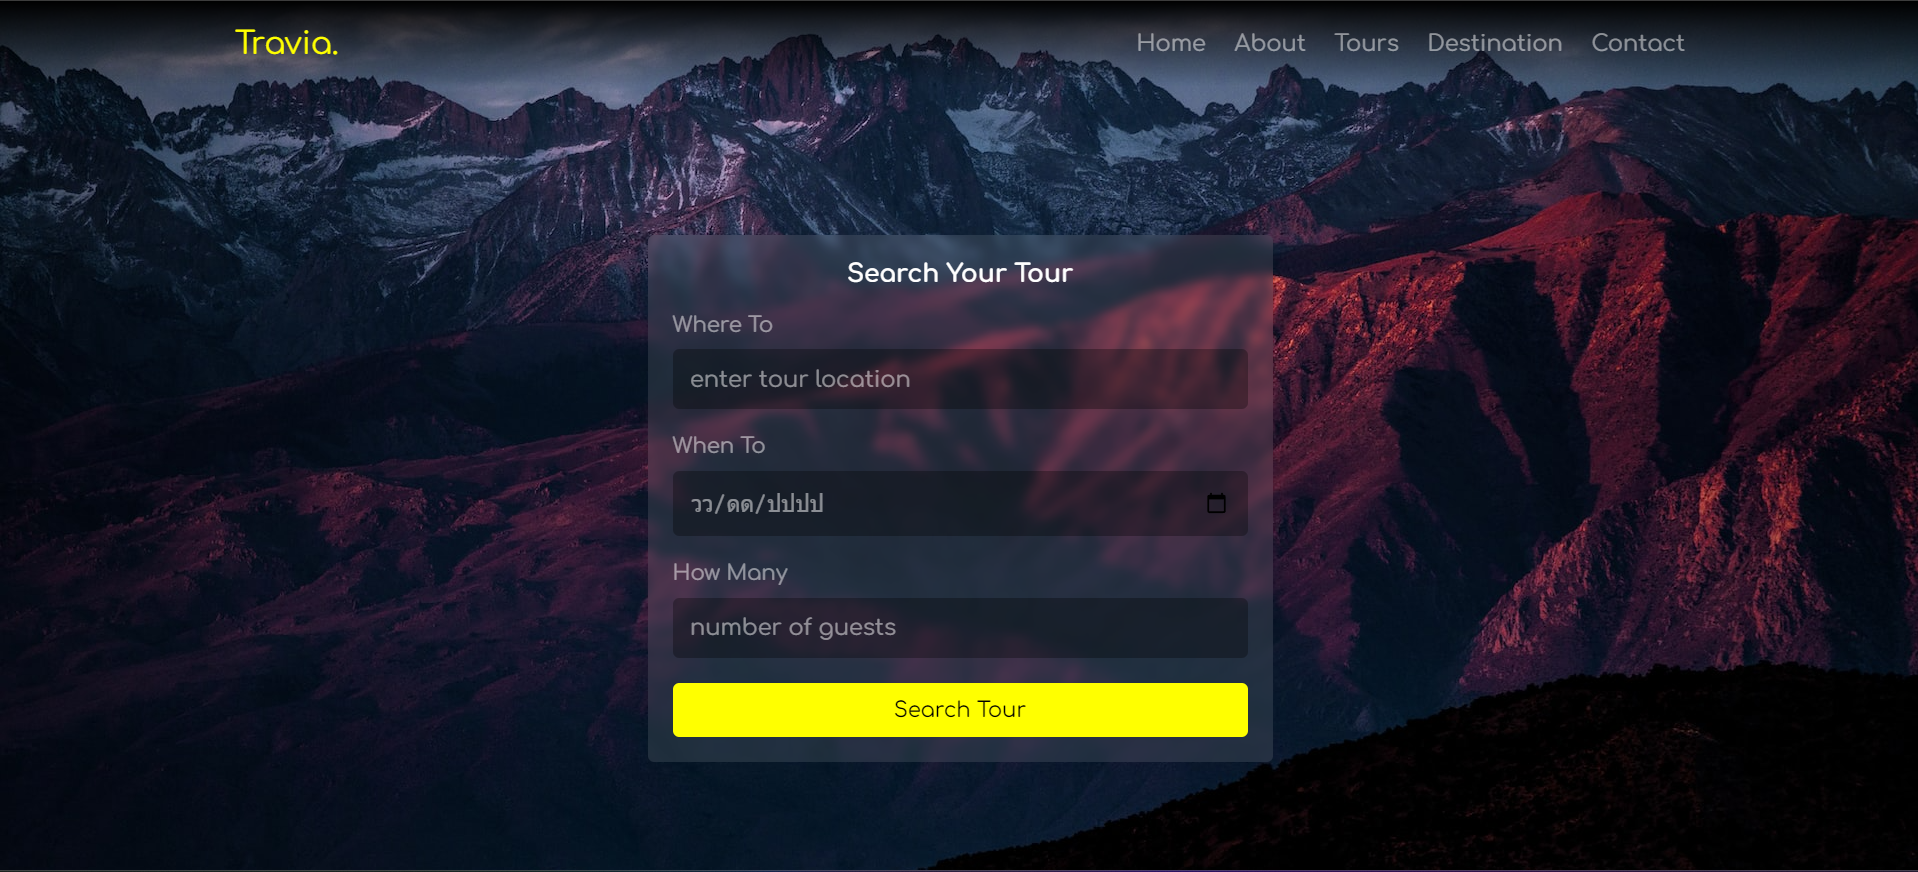 Travia.
Home About Tours Destination Contact
Search Your Tour
Where To
enter tour location
When To
วว/ดด/ปปปป
How Many
number of guests
Search Tour